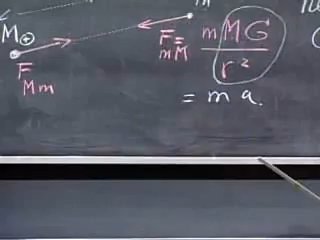 M⊕
F Mm
F mM = mMG / r²
= m a.